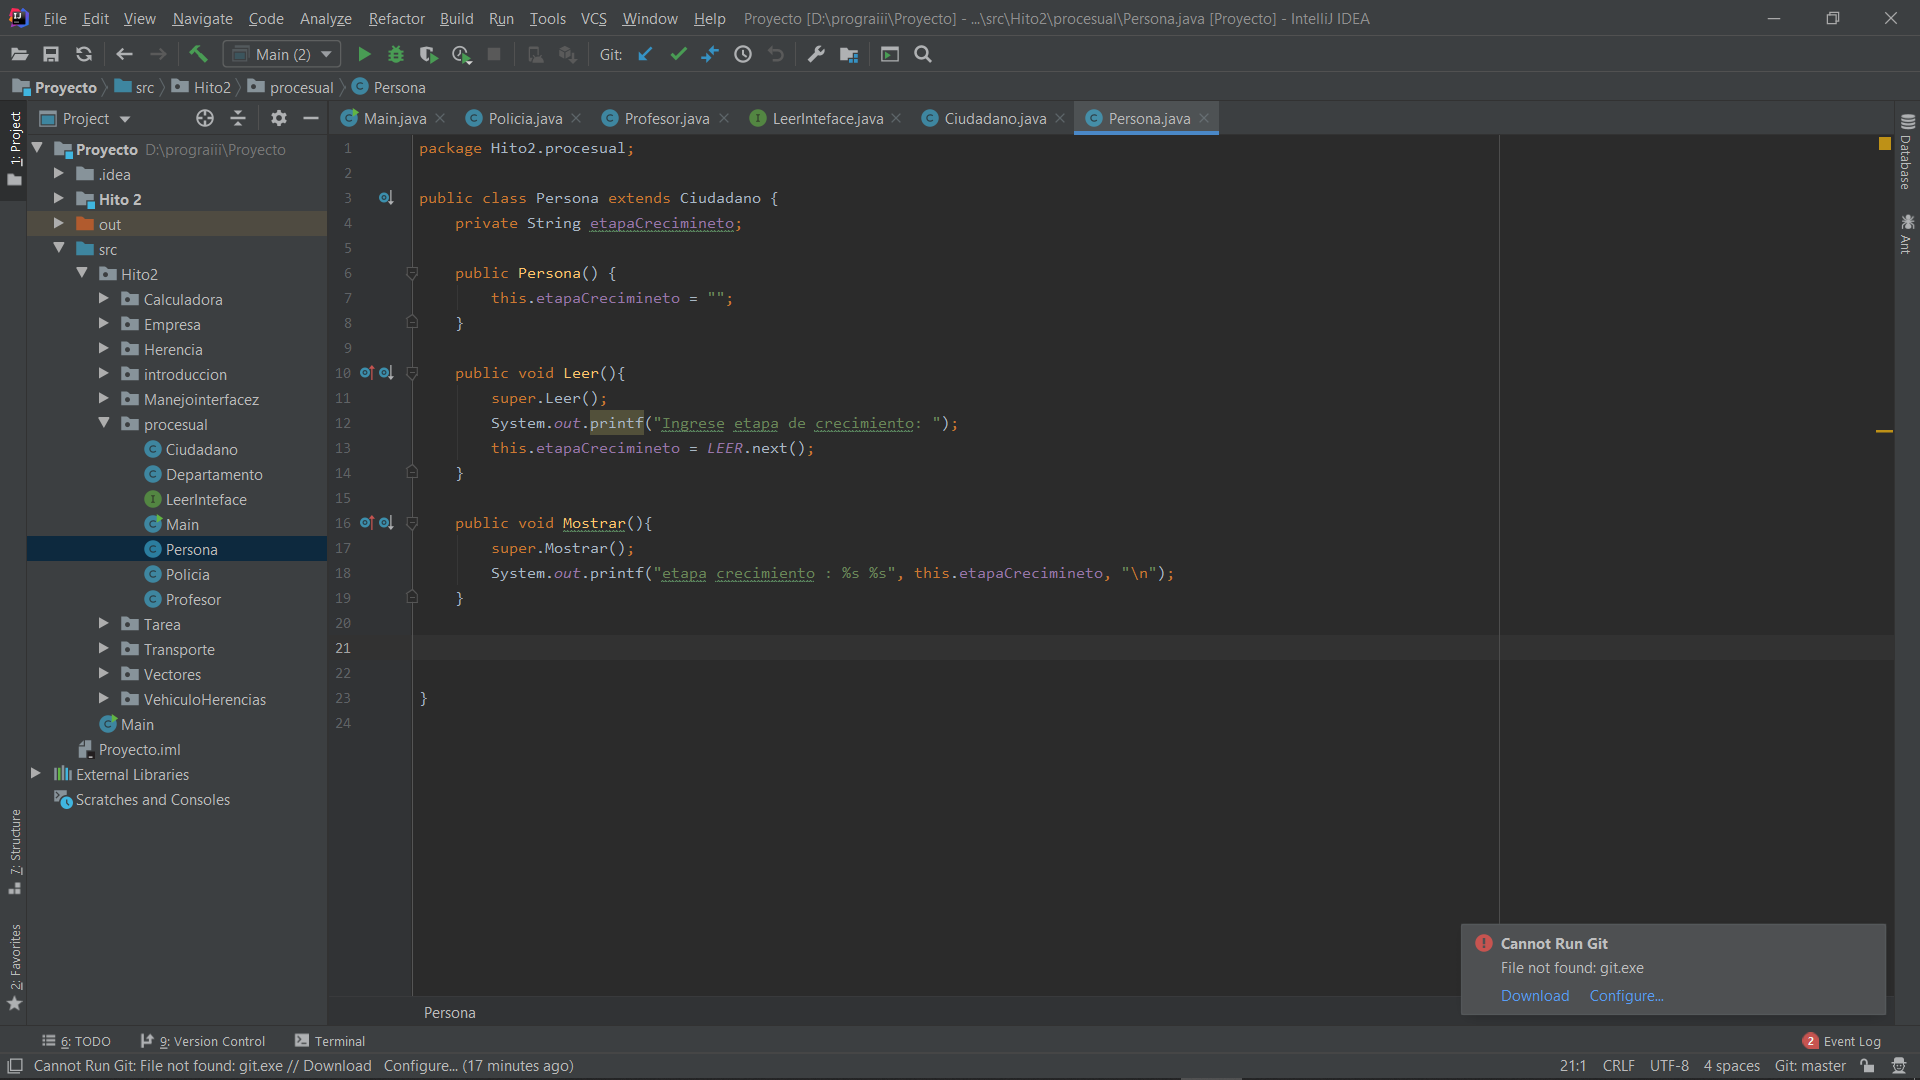 File Edit View Navigate Code Analyze Refactor Build Run Tools VCS Window Help Proyecto [D:\prograiii\Proyecto] - ...\src\Hito2\procesual\Persona.java [Proyecto] - IntelliJ IDEA
Main (2) Git:
Proyecto src Hito2 procesual Persona
1: Project
Project
Main.java Policia.java Profesor.java LeerInteface.java Ciudadano.java Persona.java
Proyecto D:\prograiii\Proyecto
.idea
Hito 2
out
src
Hito2
Calculadora
Empresa
Herencia
introduccion
Manejointerfacez
procesual
Ciudadano
Departamento
LeerInteface
Main
Persona
Policia
Profesor
Tarea
Transporte
Vectores
VehiculoHerencias
Main
Proyecto.iml
External Libraries
Scratches and Consoles
7: Structure
2: Favorites
1 package Hito2.procesual;
2
3 public class Persona extends Ciudadano {
4 private String etapaCrecimineto;
5
6 public Persona() {
7 this.etapaCrecimineto = "";
8 }
9
10 public void Leer(){
11 super.Leer();
12 System.out.printf("Ingrese etapa de crecimiento: ");
13 this.etapaCrecimineto = LEER.next();
14 }
15
16 public void Mostrar(){
17 super.Mostrar();
18 System.out.printf("etapa crecimiento : %s %s", this.etapaCrecimineto, "\n");
19 }
20
21
22
23 }
24
Database
Ant
Cannot Run Git
File not found: git.exe
Download Configure...
Persona
6: TODO 9: Version Control Terminal 2 Event Log
Cannot Run Git: File not found: git.exe // Download Configure... (17 minutes ago) 21:1 CRLF UTF-8 4 spaces Git: master